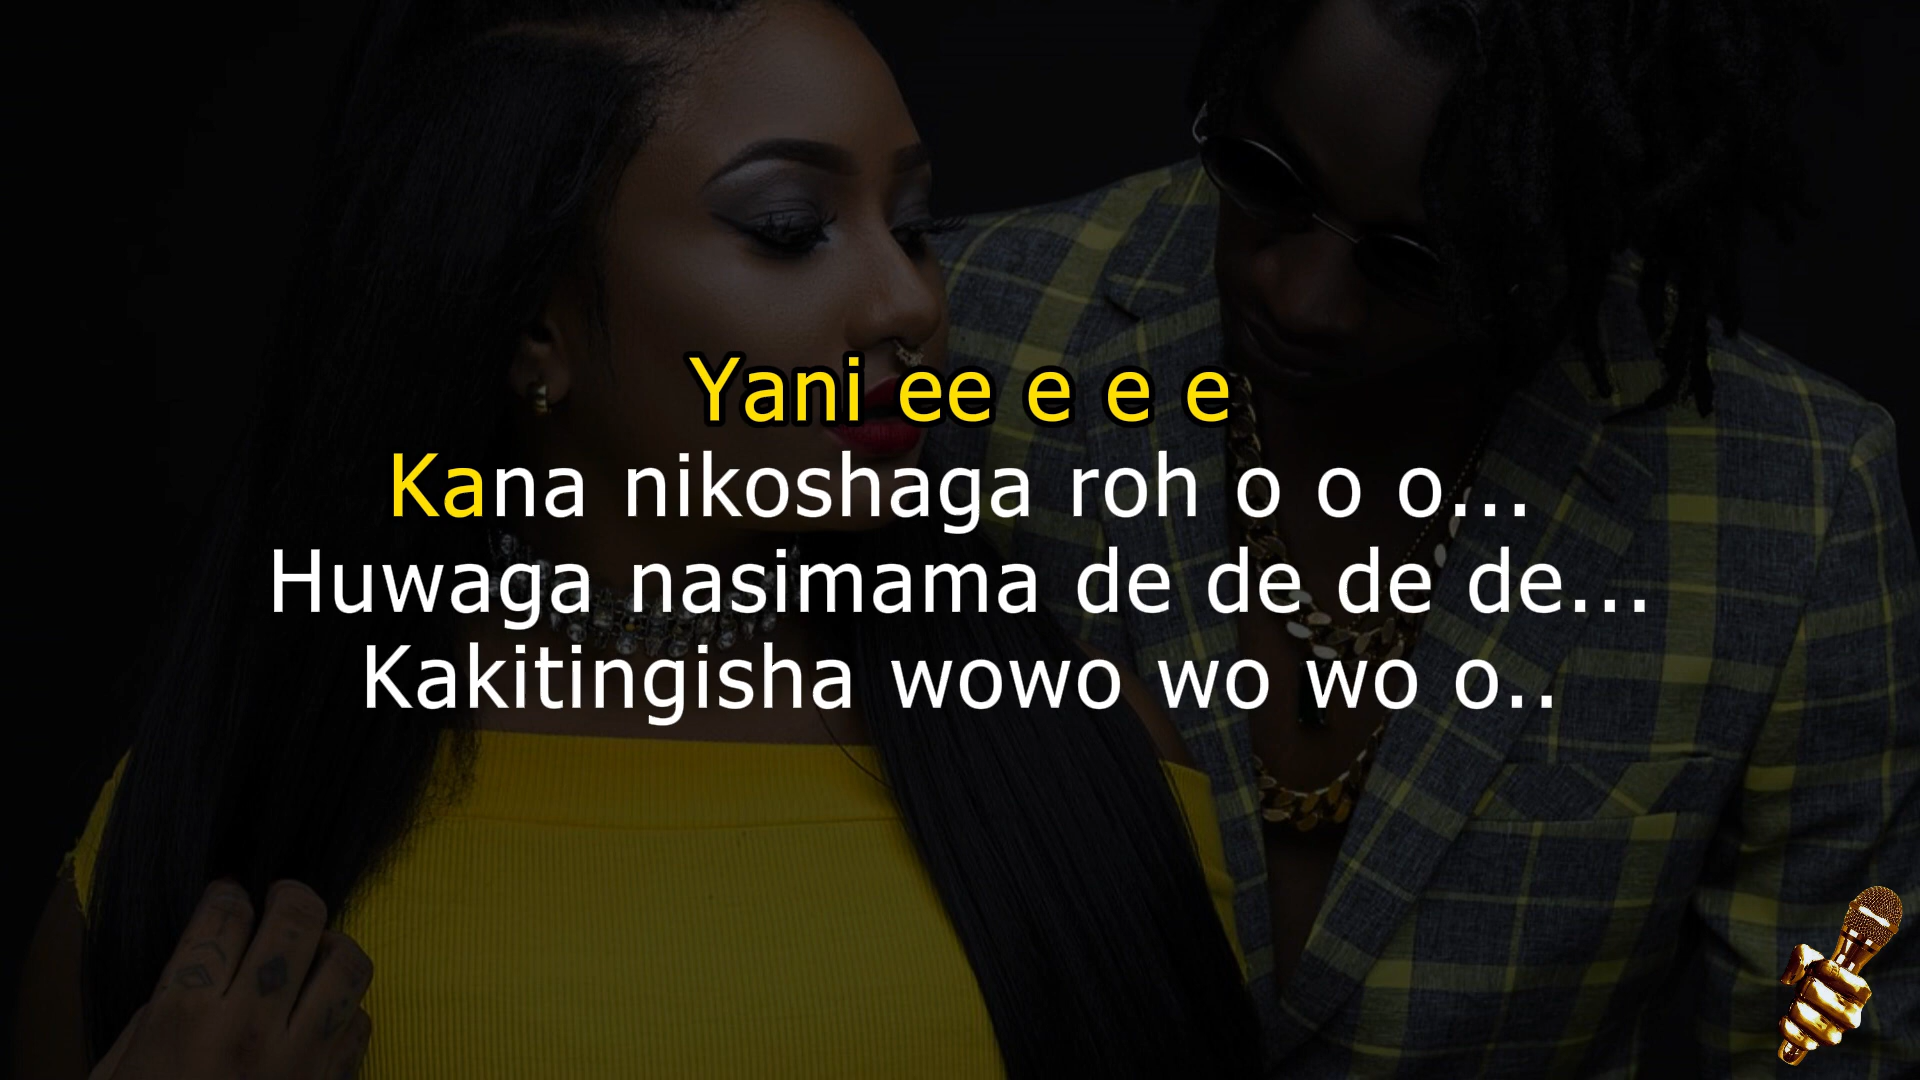 Yani ee e e e
Kana nikoshaga roh o o o...
Huwaga nasimama de de de de...
Kakitingisha wowo wo wo o..